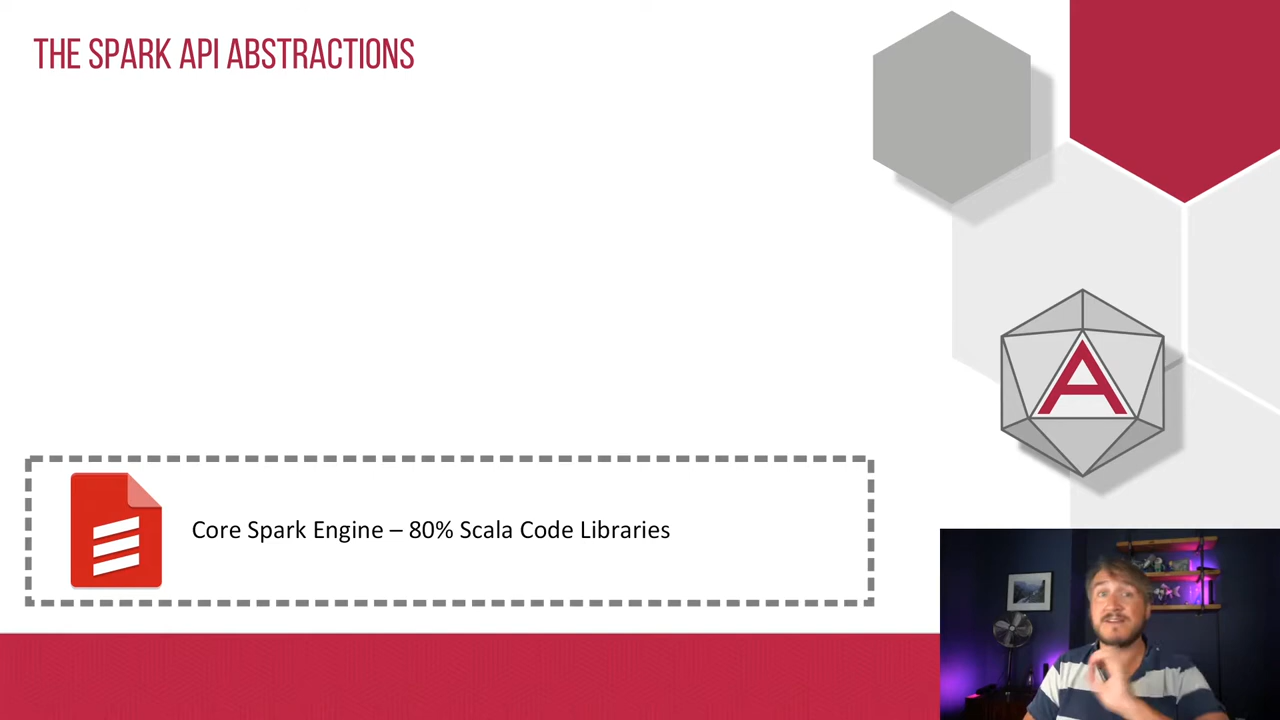 THE SPARK API ABSTRACTIONS
A
Core Spark Engine – 80% Scala Code Libraries